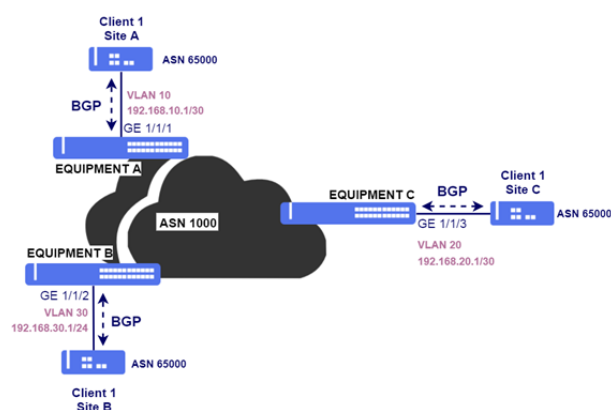 Client 1
Site A
ASN 65000
BGP
VLAN 10
192.168.10.1/30
GE 1/1/1
EQUIPMENT A
ASN 1000
EQUIPMENT C
BGP
Client 1
Site C
ASN 65000
GE 1/1/3
VLAN 20
192.168.20.1/30
EQUIPMENT B
GE 1/1/2
VLAN 30
192.168.30.1/24
BGP
ASN 65000
Client 1
Site B